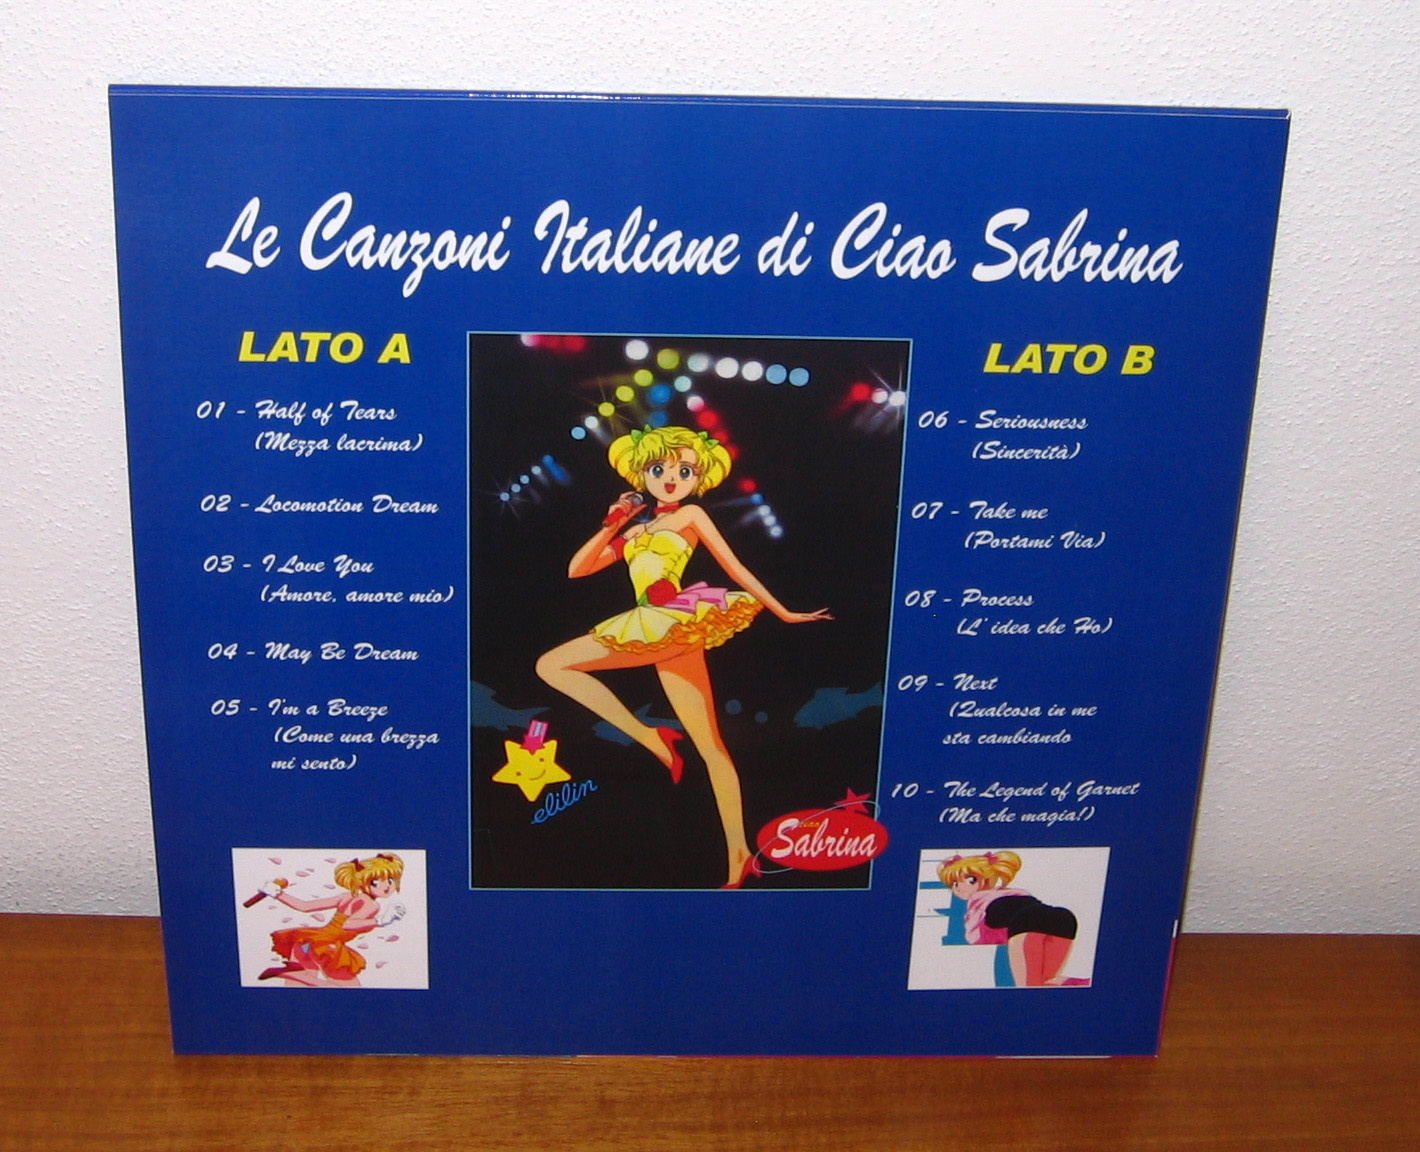 Le Canzoni Italiane di Ciao Sabrina
LATO A
01 - Half of Tears
(Mezza lacrima)
02 - Locomotion Dream
03 - I Love You
(Amore, amore mio)
04 - May Be Dream
05 - I'm a Breeze
(Come una brezza
mi sento)
LATO B
06 - Seriousness
(Sincerità)
07 - Take me
(Portami Via)
08 - Process
(L' idea che Ho)
09 - Next
(Qualcosa in me
sta cambiando
10 - The Legend of Garnet
(Ma che magia!)
elilin
ciao
Sabrina